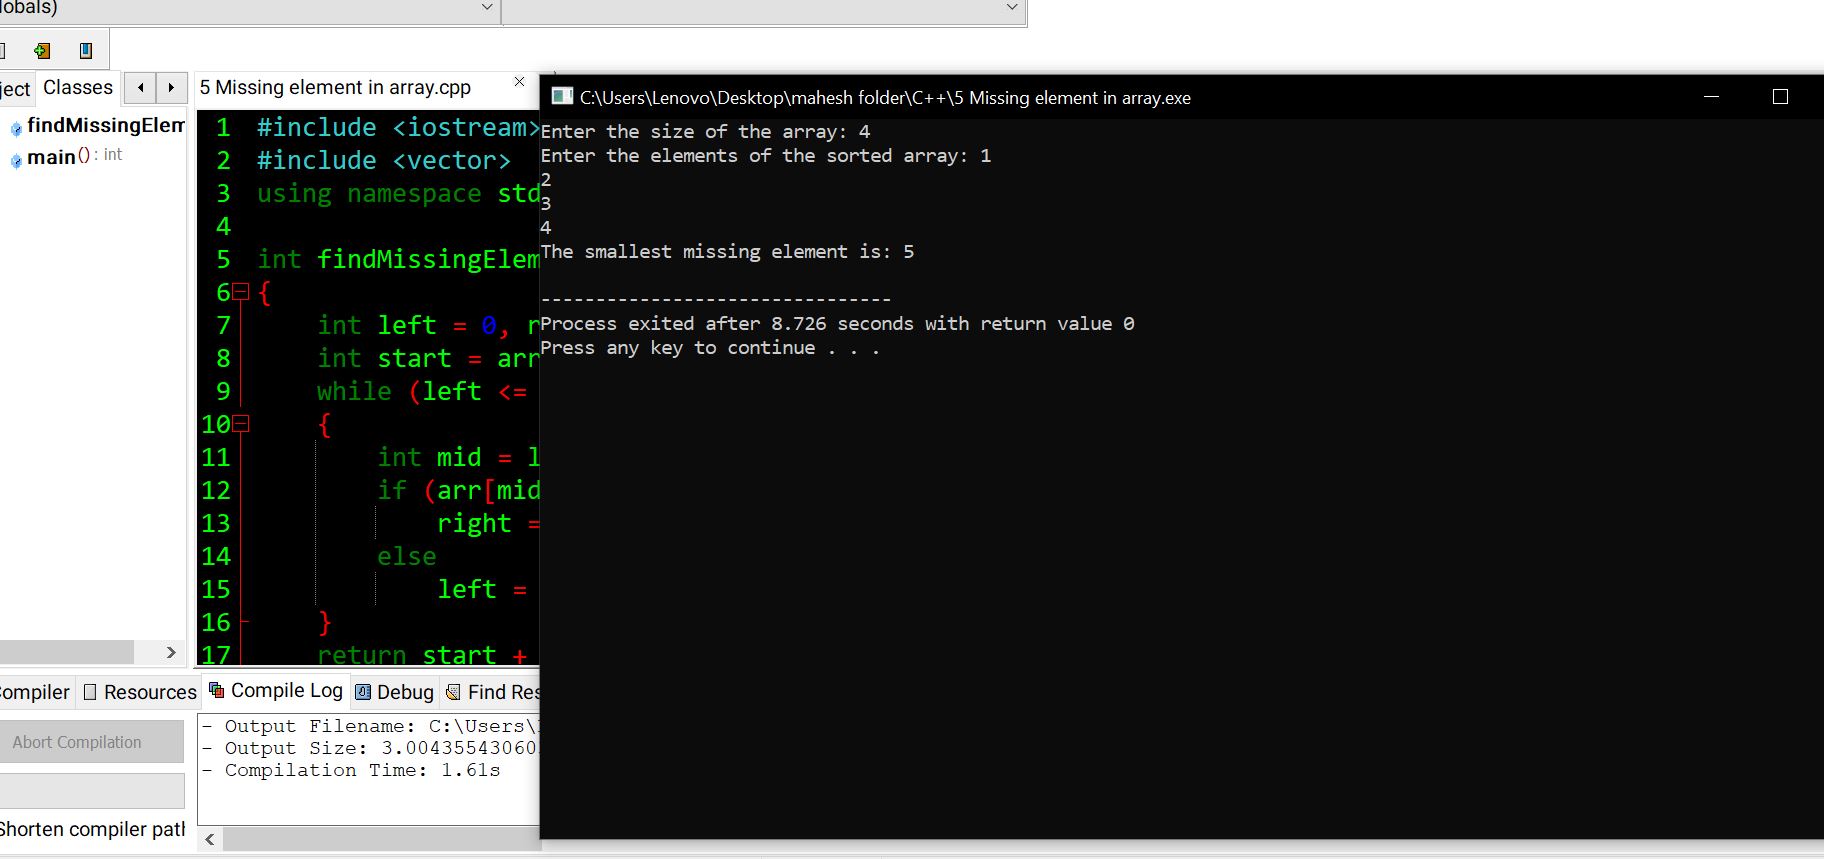 lobals)
ject Classes
findMissingElem
main() : int
5 Missing element in array.cpp
1 #include <iostream>
2 #include <vector>
3 using namespace std
4
5 int findMissingElem
6 {
7 int left = 0, r
8 int start = arr
9 while (left <=
10 {
11 int mid = l
12 if (arr[mid
13 right =
14 else
15 left =
16 }
17 return start +
C:\Users\Lenovo\Desktop\mahesh folder\C++\5 Missing element in array.exe
Enter the size of the array: 4
Enter the elements of the sorted array: 1
2
3
4
The smallest missing element is: 5
--------------------------------
Process exited after 8.726 seconds with return value 0
Press any key to continue . . .
ompiler Resources Compile Log Debug Find Res
Abort Compilation
Shorten compiler path
- Output Filename: C:\Users\
- Output Size: 3.00435543060
- Compilation Time: 1.61s